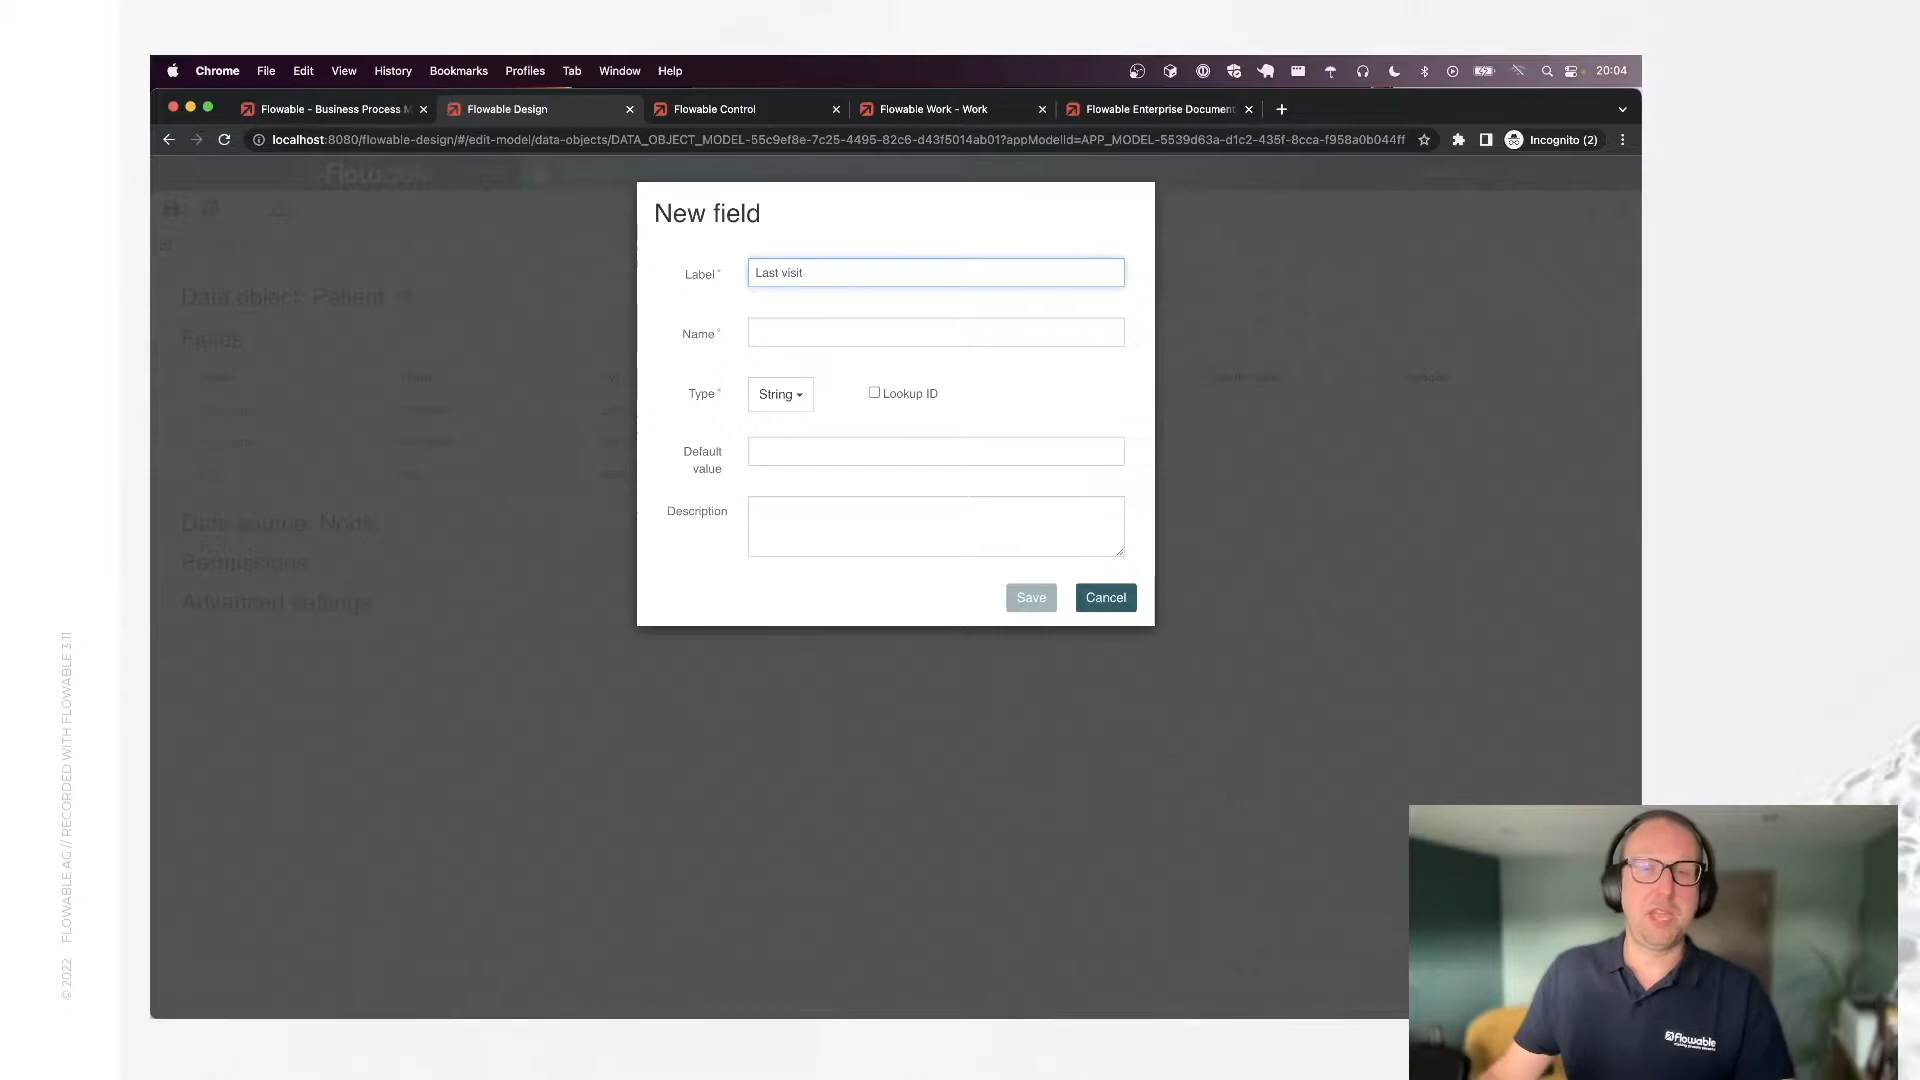 Chrome File Edit View History Bookmarks Profiles Tab Window Help 20:04
Flowable - Business Process M Flowable Design Flowable Control Flowable Work - Work Flowable Enterprise Document
localhost:8080/flowable-design/#/edit-model/data-objects/DATA_OBJECT_MODEL-55c9ef8e-7c25-4495-82c6-d43f5014ab01?appModelId=APP_MODEL-5539d63a-d1c2-435f-8cca-f958a0b044ff Incognito (2)
Flowable
New field
Label * Last visit
Name *
Type * String Lookup ID
Default
value
Description
Save Cancel
Data object: Patient
Fields
Data source: None
Permissions
Advanced settings
© 2022 FLOWABLE AG // RECORDED WITH FLOWABLE 3.11
Flowable